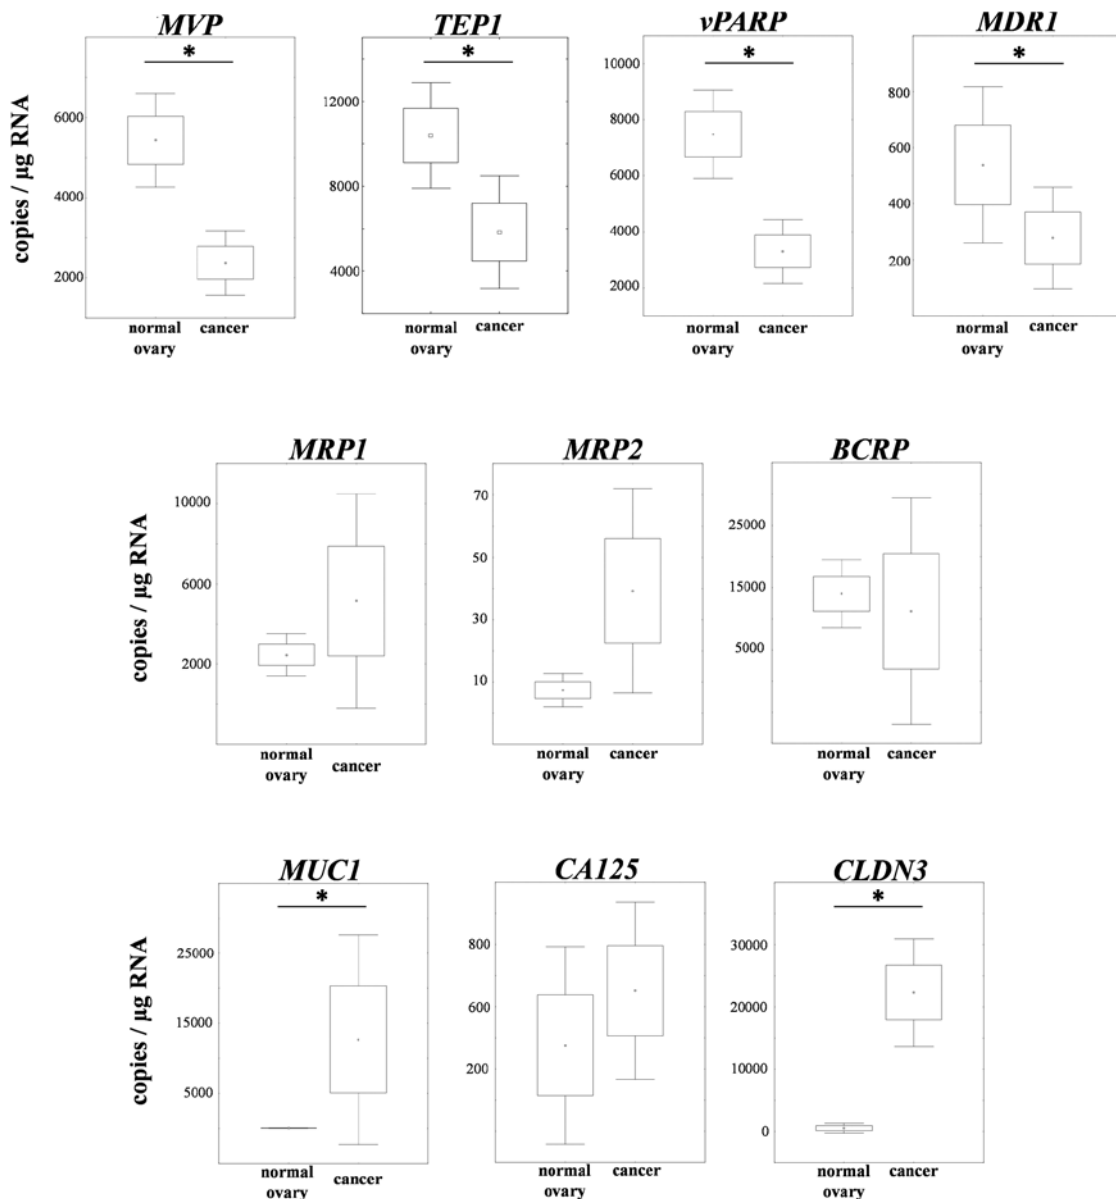 MVP TEP1 vPARP MDR1
* * * *
copies / µg RNA
6000
4000
2000
12000
8000
4000
10000
8000
6000
4000
2000
800
600
400
200
normal cancer normal cancer normal cancer normal cancer
ovary ovary ovary ovary
MRP1 MRP2 BCRP
copies / µg RNA
10000
6000
2000
70
50
30
10
25000
15000
5000
normal cancer normal cancer normal cancer
ovary ovary ovary
MUC1 CA125 CLDN3
* *
copies / µg RNA
25000
15000
5000
800
600
200
30000
20000
10000
0
normal cancer normal cancer normal cancer
ovary ovary ovary